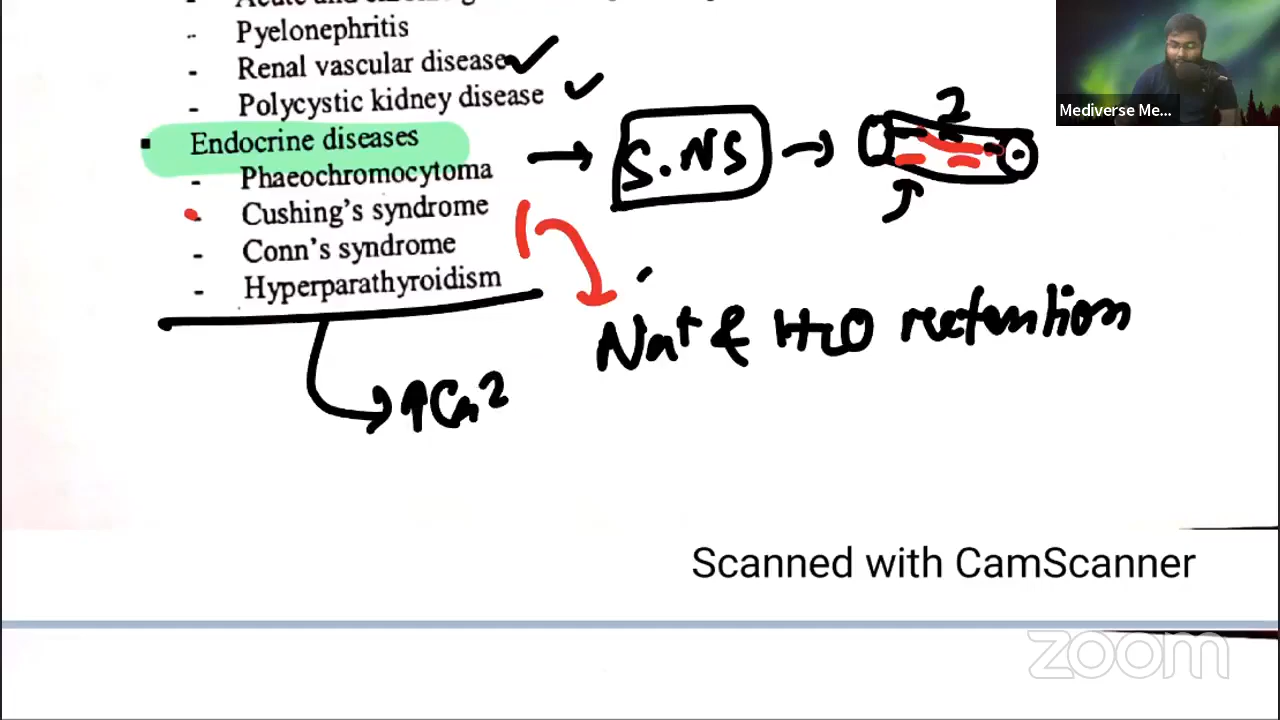 Pyelonephritis
Renal vascular disease
Polycystic kidney disease
Endocrine diseases
Phaeochromocytoma
Cushing's syndrome
Conn's syndrome
Hyperparathyroidism
S.NS
Na+ & H2O retention
↑Ca2
Mediverse Me...
Scanned with CamScanner
zoom